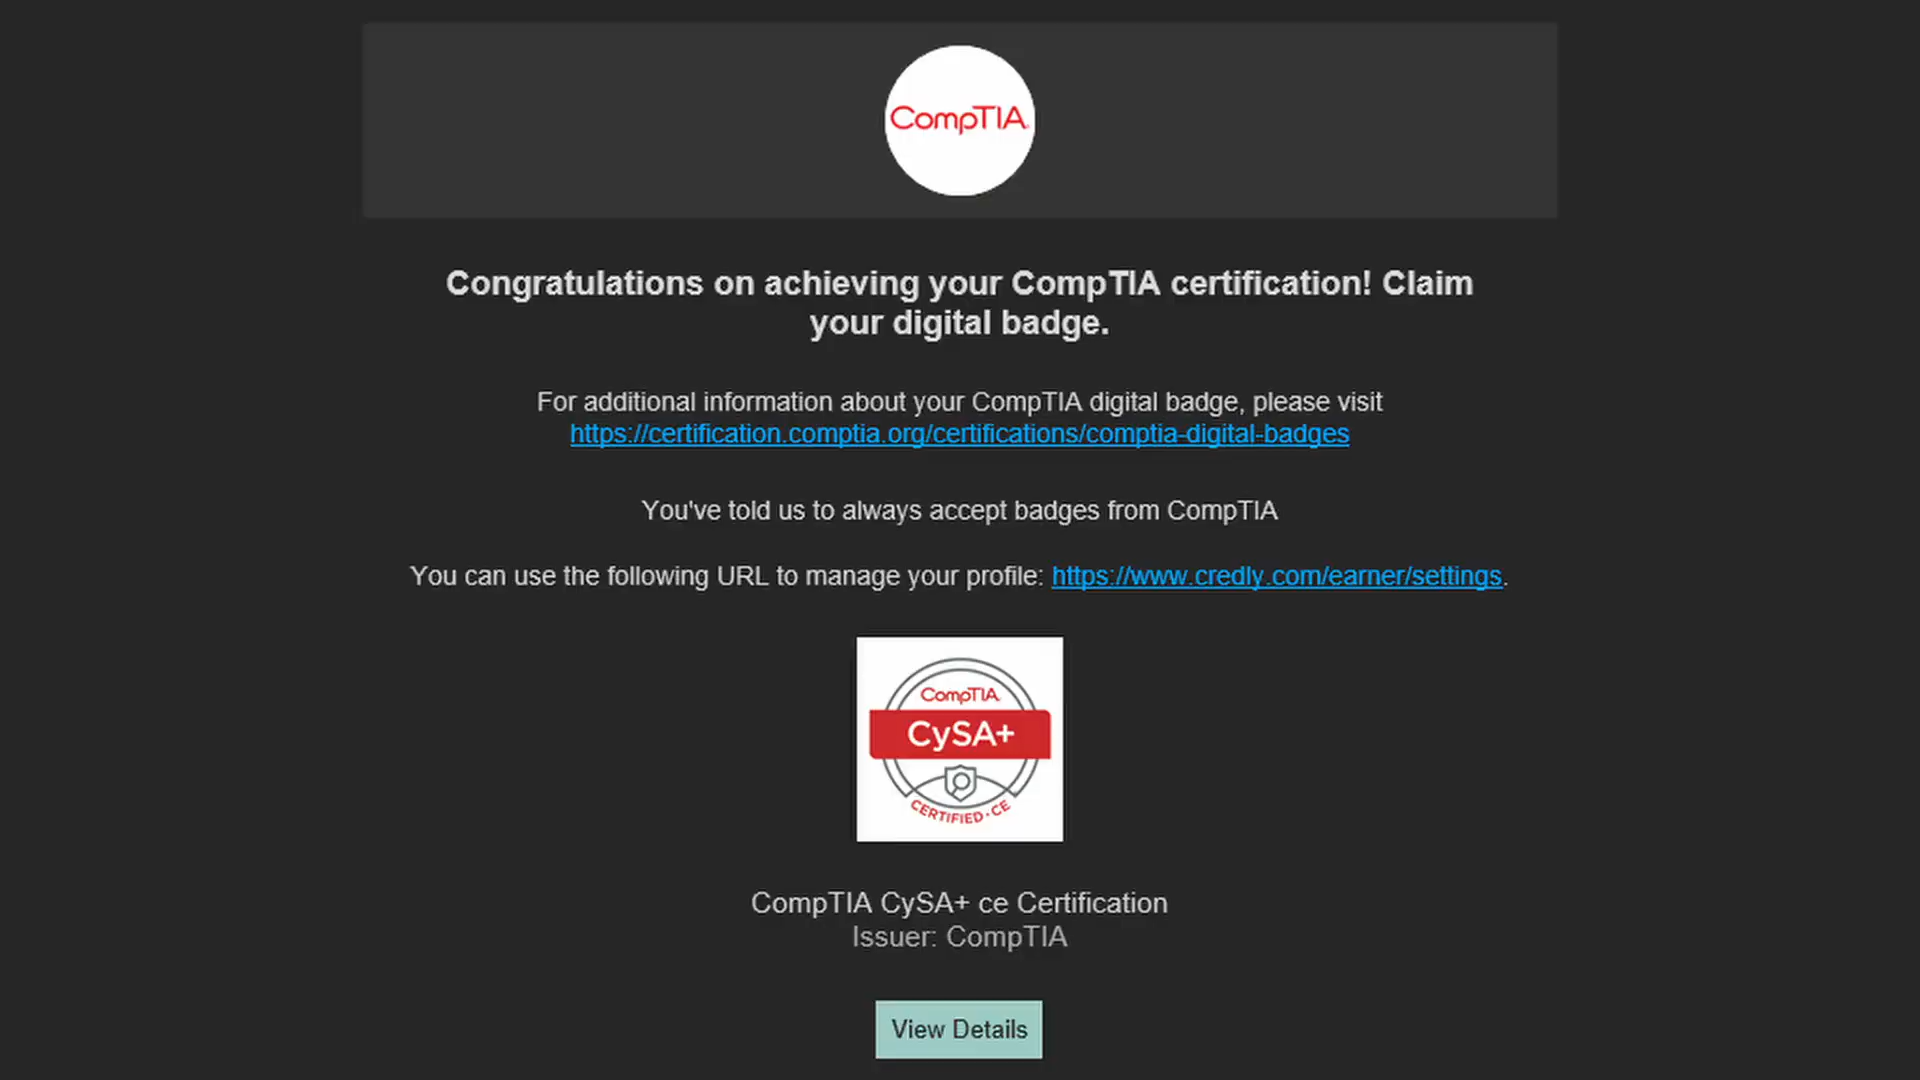 CompTIA.
Congratulations on achieving your CompTIA certification! Claim
your digital badge.
For additional information about your CompTIA digital badge, please visit
https://certification.comptia.org/certifications/comptia-digital-badges
You've told us to always accept badges from CompTIA
You can use the following URL to manage your profile: https://www.credly.com/earner/settings.
CompTIA.
CySA+
CERTIFIED·CE
CompTIA CySA+ ce Certification
Issuer: CompTIA
View Details